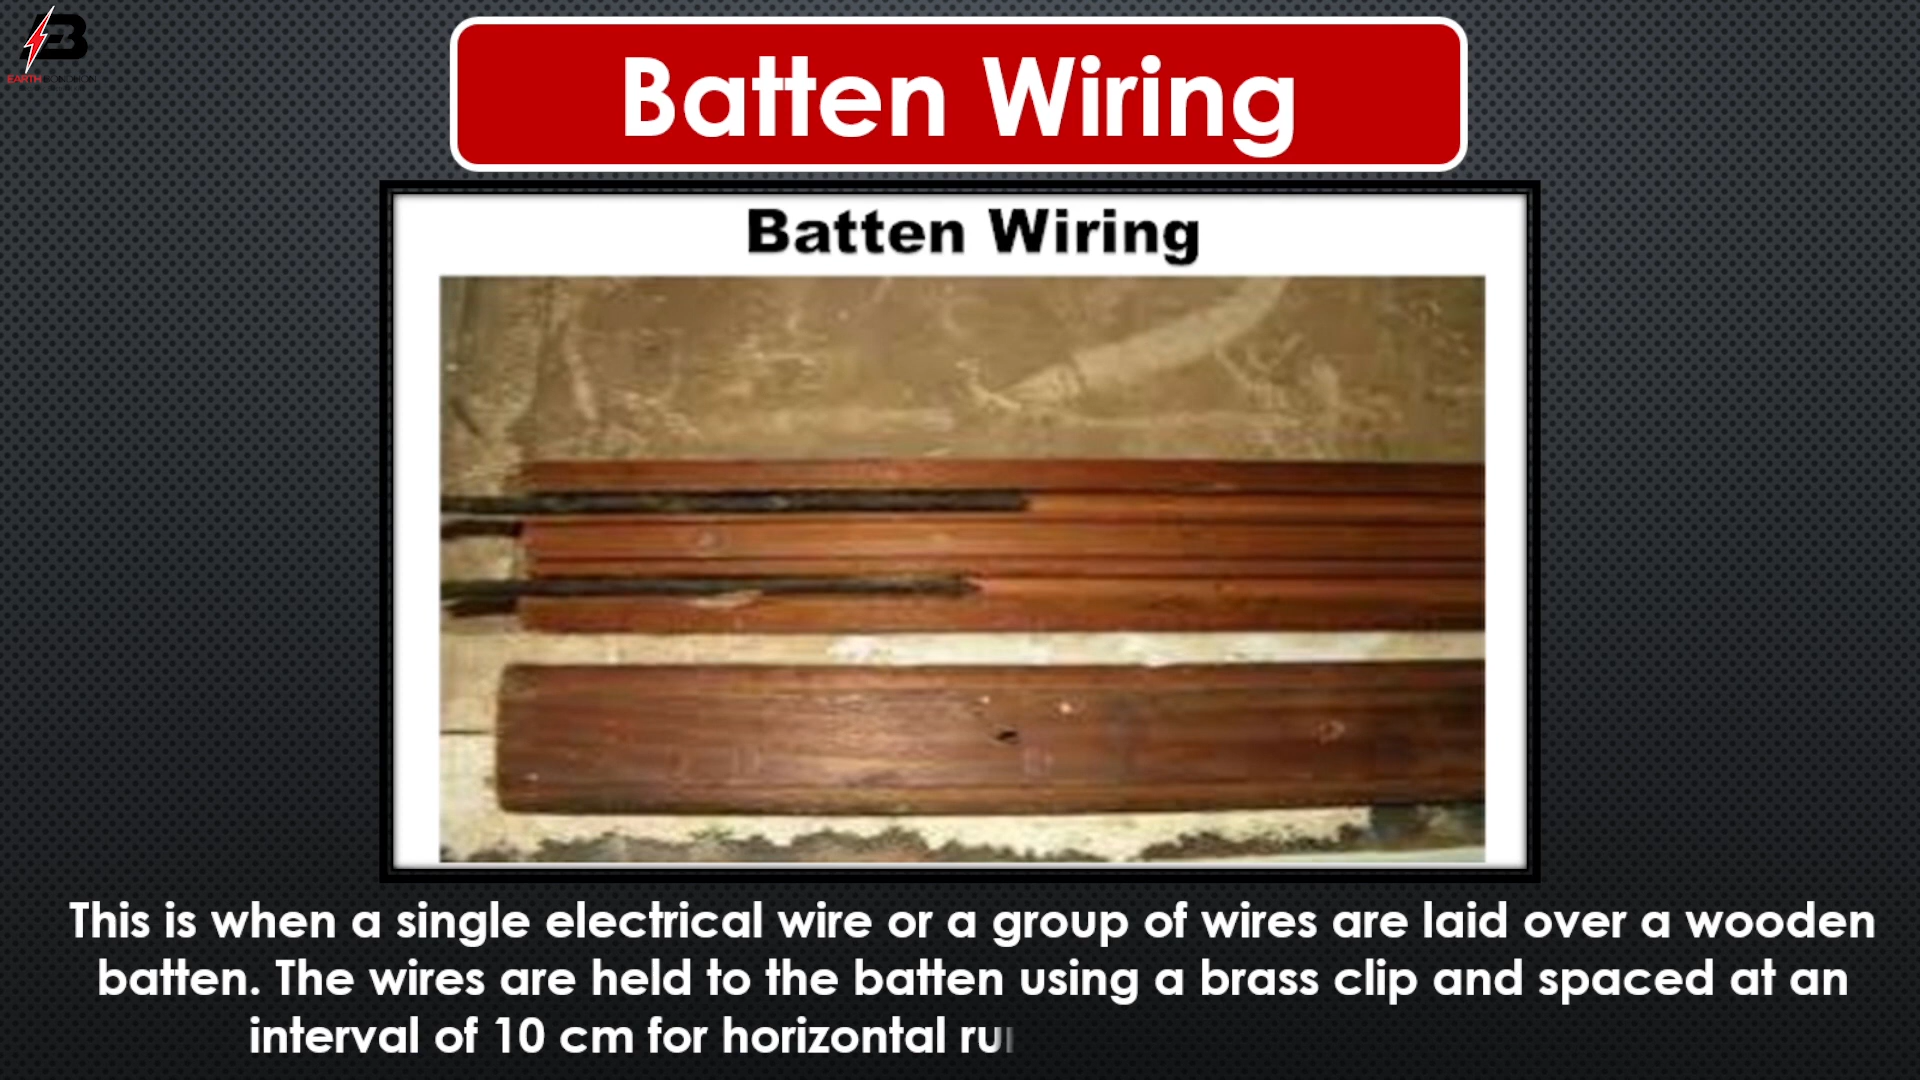 EARTH BONDHON
Batten Wiring
Batten Wiring
This is when a single electrical wire or a group of wires are laid over a wooden
batten. The wires are held to the batten using a brass clip and spaced at an
interval of 10 cm for horizontal